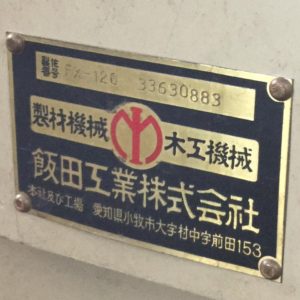 製作番号 FX-120 33630883
製材機械 木工機械
飯田工業株式会社
本社及び工場 愛知県小牧市大字村中字前田153